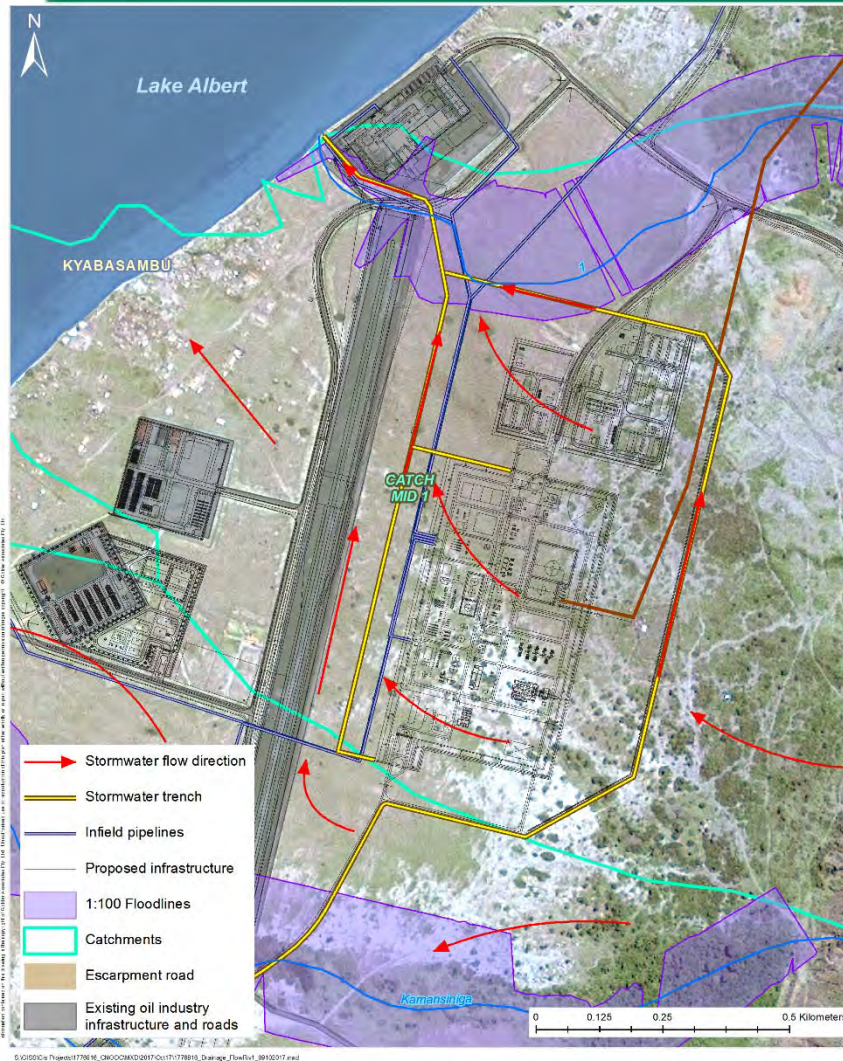 N
Lake Albert
KYABASAMBU
1
CATCH
MID 1
Stormwater flow direction
Stormwater trench
Infield pipelines
Proposed infrastructure
1:100 Floodlines
Catchments
Escarpment road
Existing oil industry
infrastructure and roads
Kamansiniga
0 0.125 0.25 0.5 Kilometers